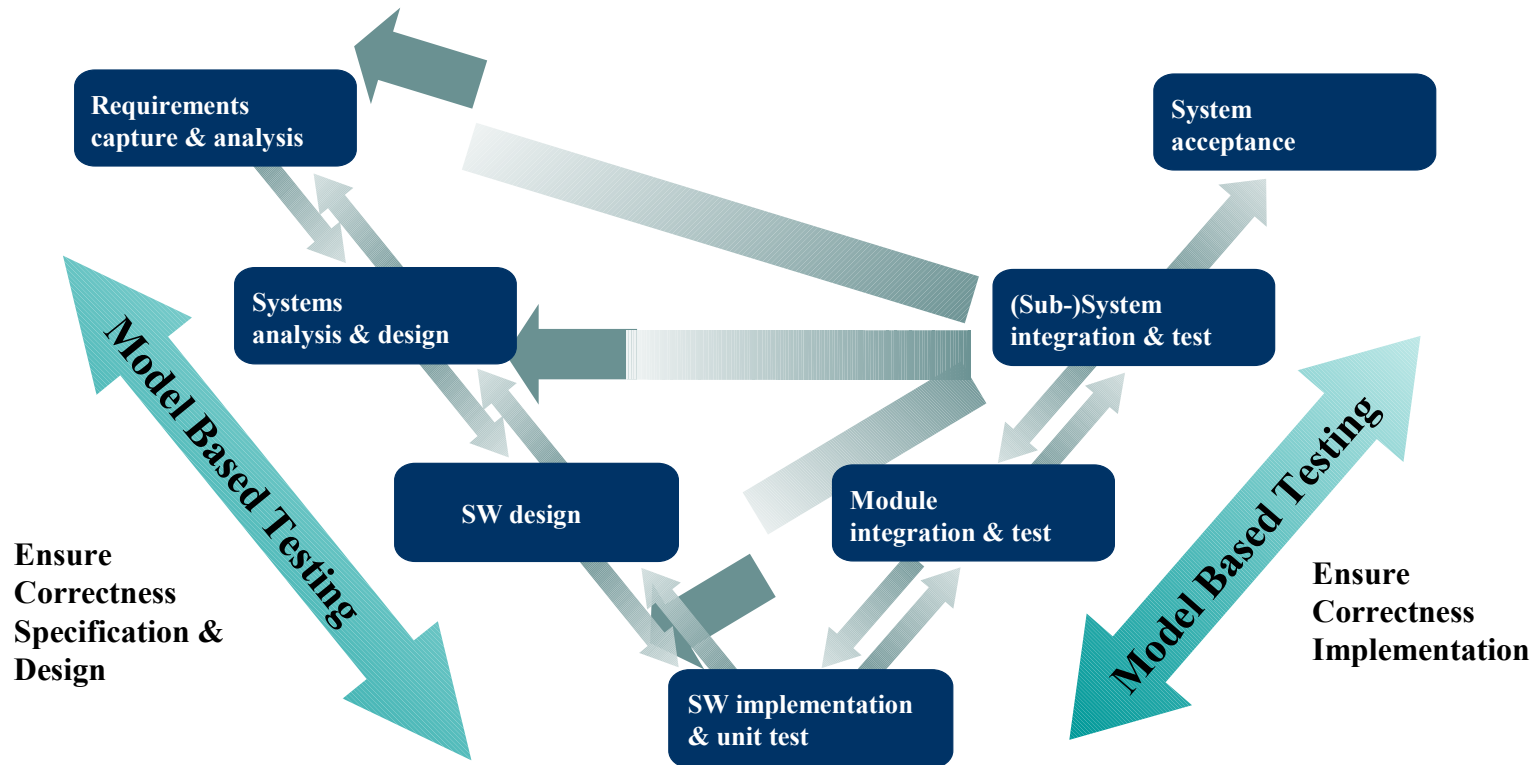 Requirements
capture & analysis
System
acceptance
Systems
analysis & design
(Sub-)System
integration & test
Model Based Testing
Model Based Testing
SW design
Module
integration & test
Ensure
Correctness
Specification &
Design
Ensure
Correctness
Implementation
SW implementation
& unit test